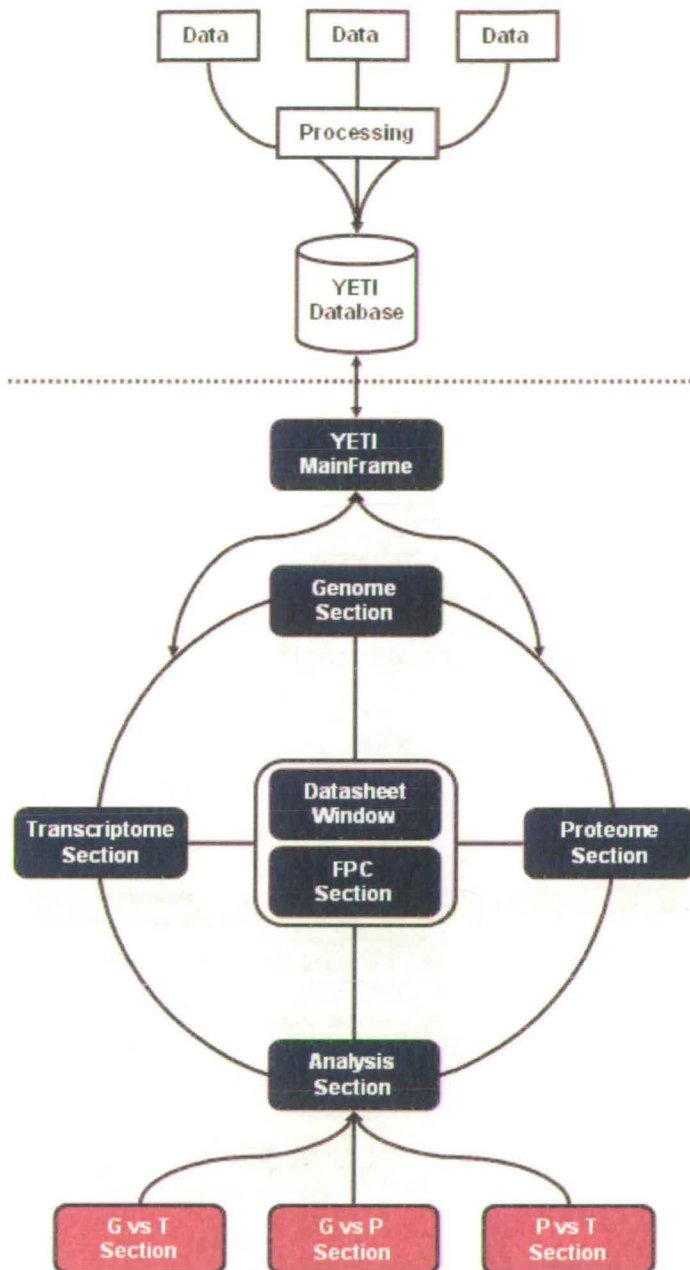 Data
Data
Data
Processing
YETI
Database
YETI
MainFrame
Genome
Section
Datasheet
Window
Transcriptome
Section
FPC
Section
Proteome
Section
Analysis
Section
G vs T
Section
G vs P
Section
P vs T
Section